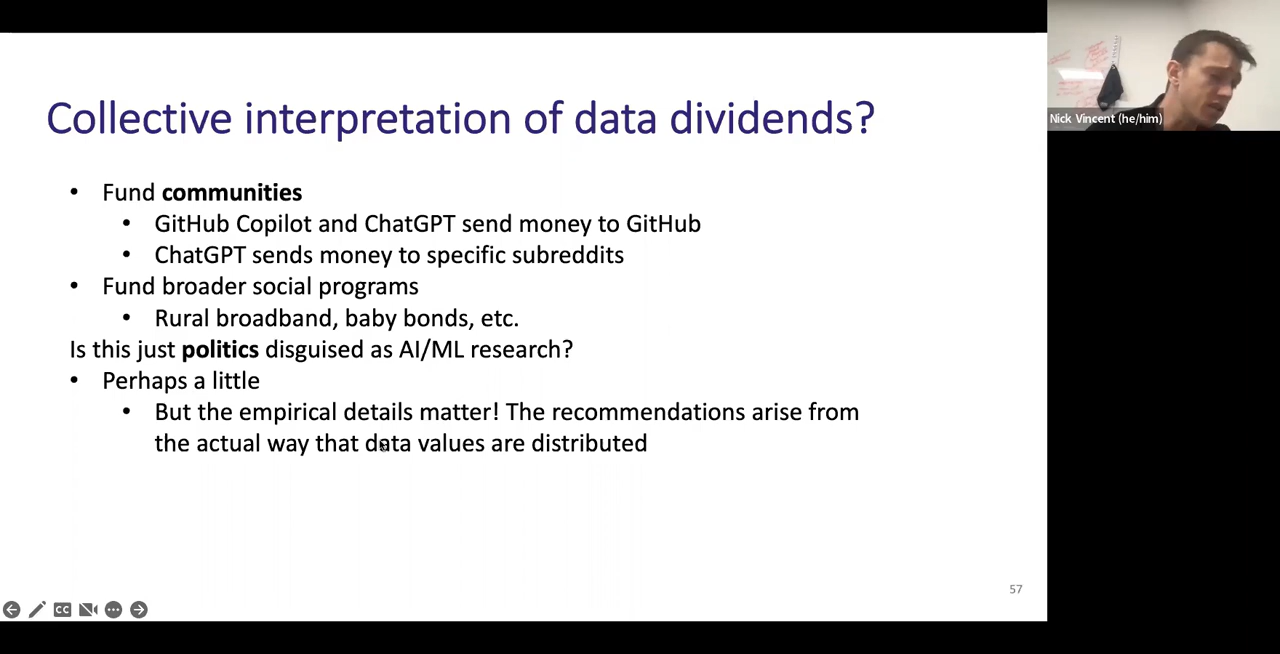 Collective interpretation of data dividends?
• Fund communities
• GitHub Copilot and ChatGPT send money to GitHub
• ChatGPT sends money to specific subreddits
• Fund broader social programs
• Rural broadband, baby bonds, etc.
Is this just politics disguised as AI/ML research?
• Perhaps a little
• But the empirical details matter! The recommendations arise from
the actual way that data values are distributed
57
CC
Nick Vincent (he/him)